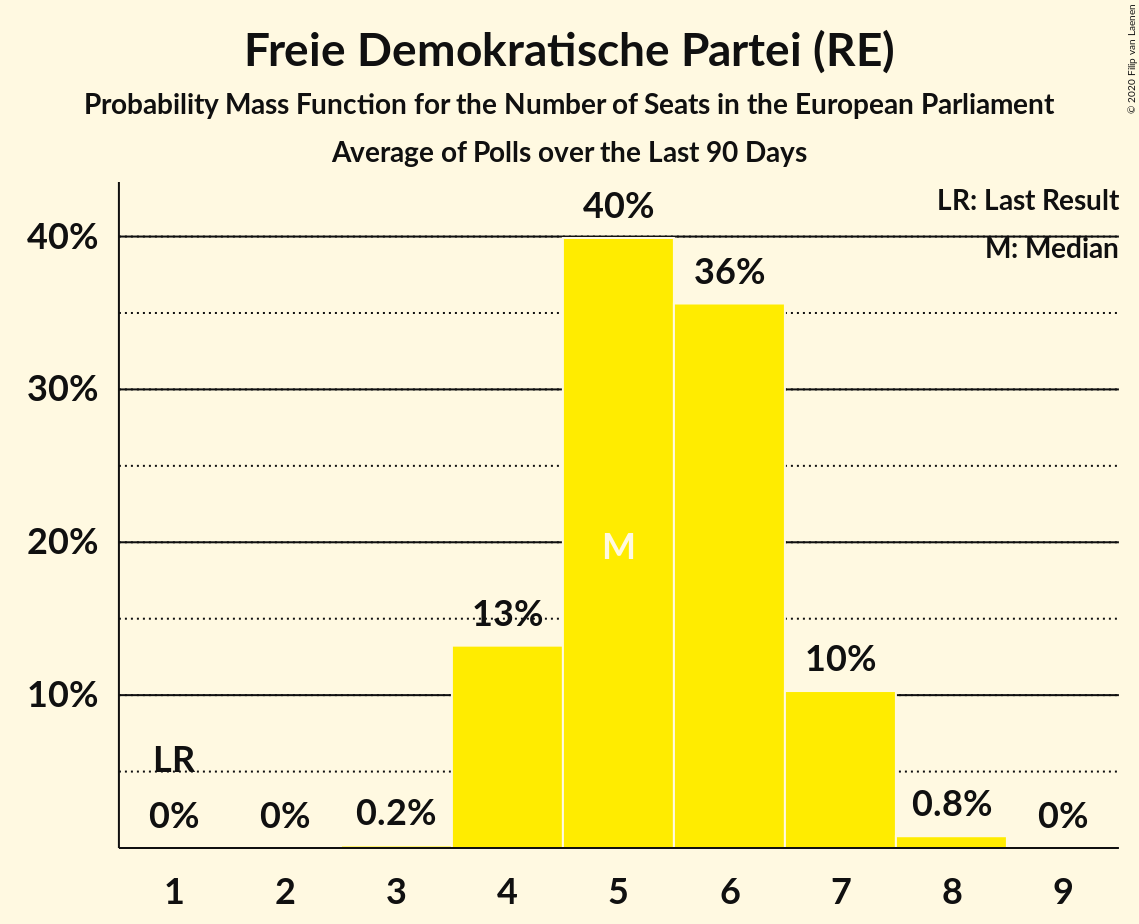 Freie Demokratische Partei (RE)
Probability Mass Function for the Number of Seats in the European Parliament
Average of Polls over the Last 90 Days
© 2020 Filip van Laenen
LR: Last Result
M: Median
40%
30%
20%
10%
LR
0%
0%
0.2%
13%
40%
M
36%
10%
0.8%
0%
1 2 3 4 5 6 7 8 9